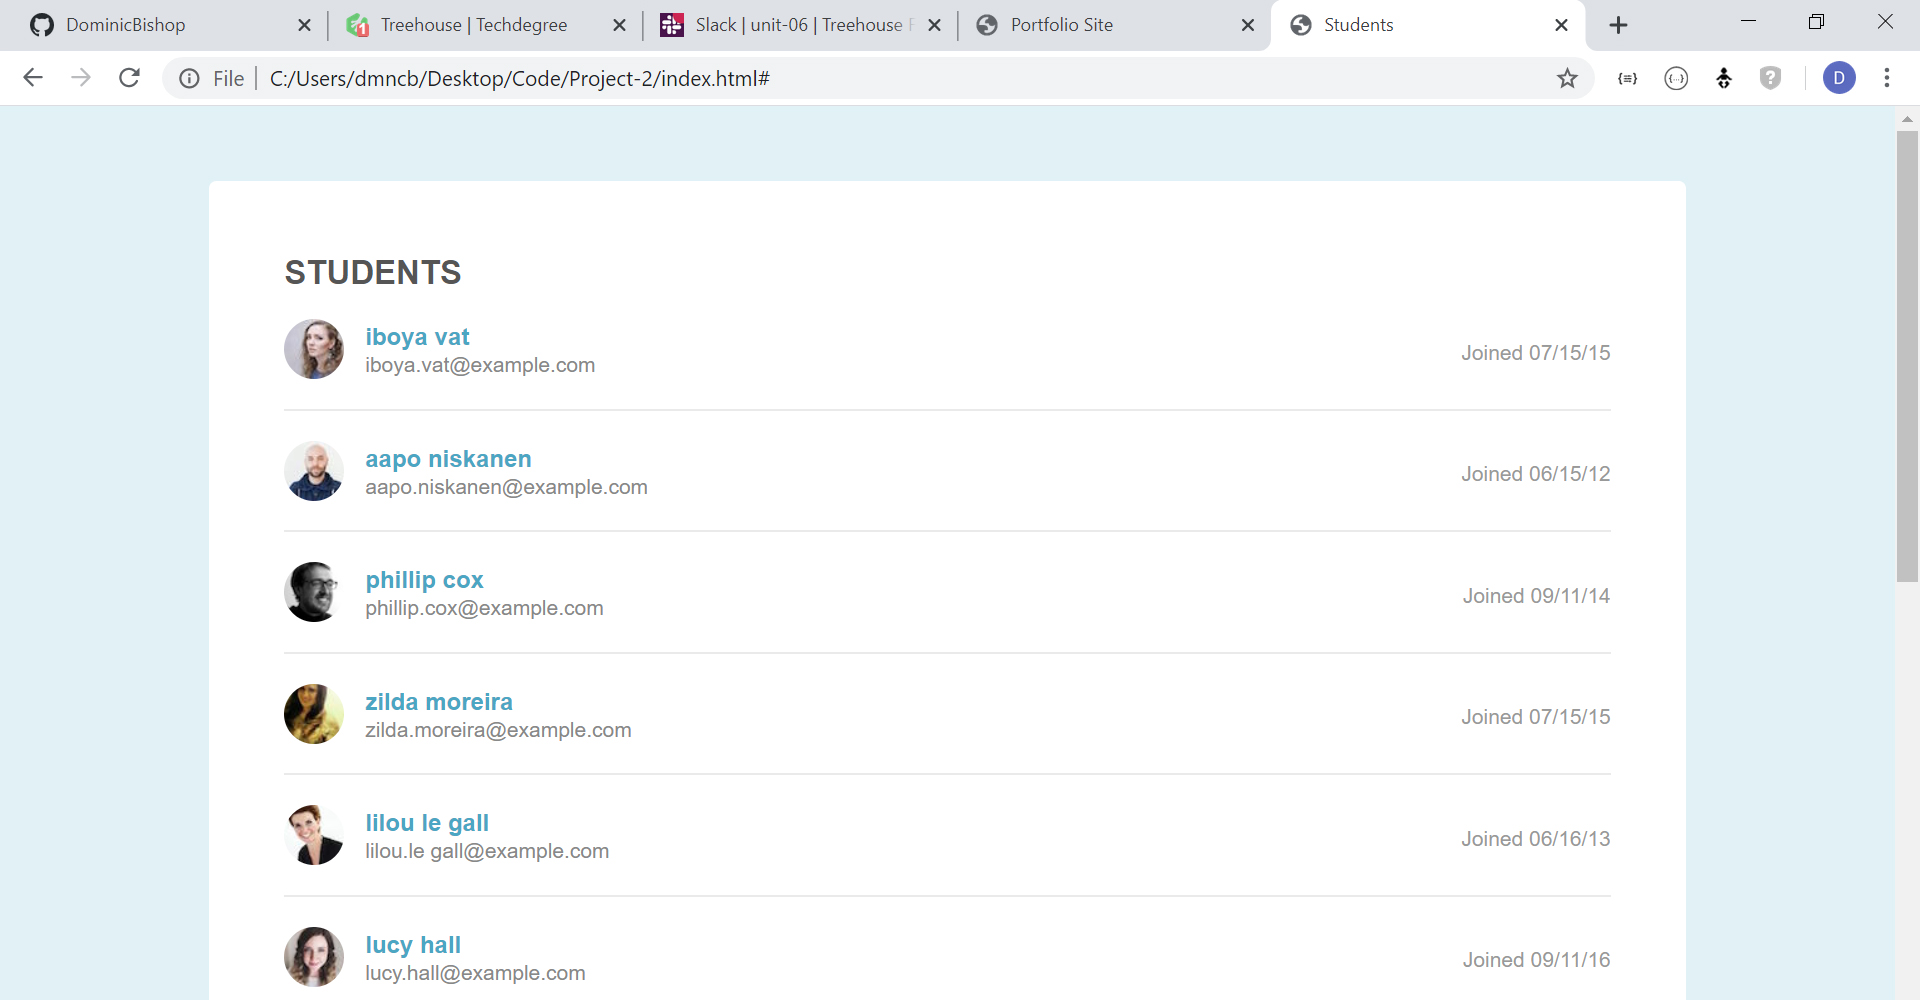 DominicBishop
Treehouse | Techdegree
Slack | unit-06 | Treehouse
Portfolio Site
Students
File
C:/Users/dmncb/Desktop/Code/Project-2/index.html#
D
STUDENTS
iboya vat
iboya.vat@example.com
Joined 07/15/15
aapo niskanen
aapo.niskanen@example.com
Joined 06/15/12
phillip cox
phillip.cox@example.com
Joined 09/11/14
zilda moreira
zilda.moreira@example.com
Joined 07/15/15
lilou le gall
lilou.le gall@example.com
Joined 06/16/13
lucy hall
lucy.hall@example.com
Joined 09/11/16